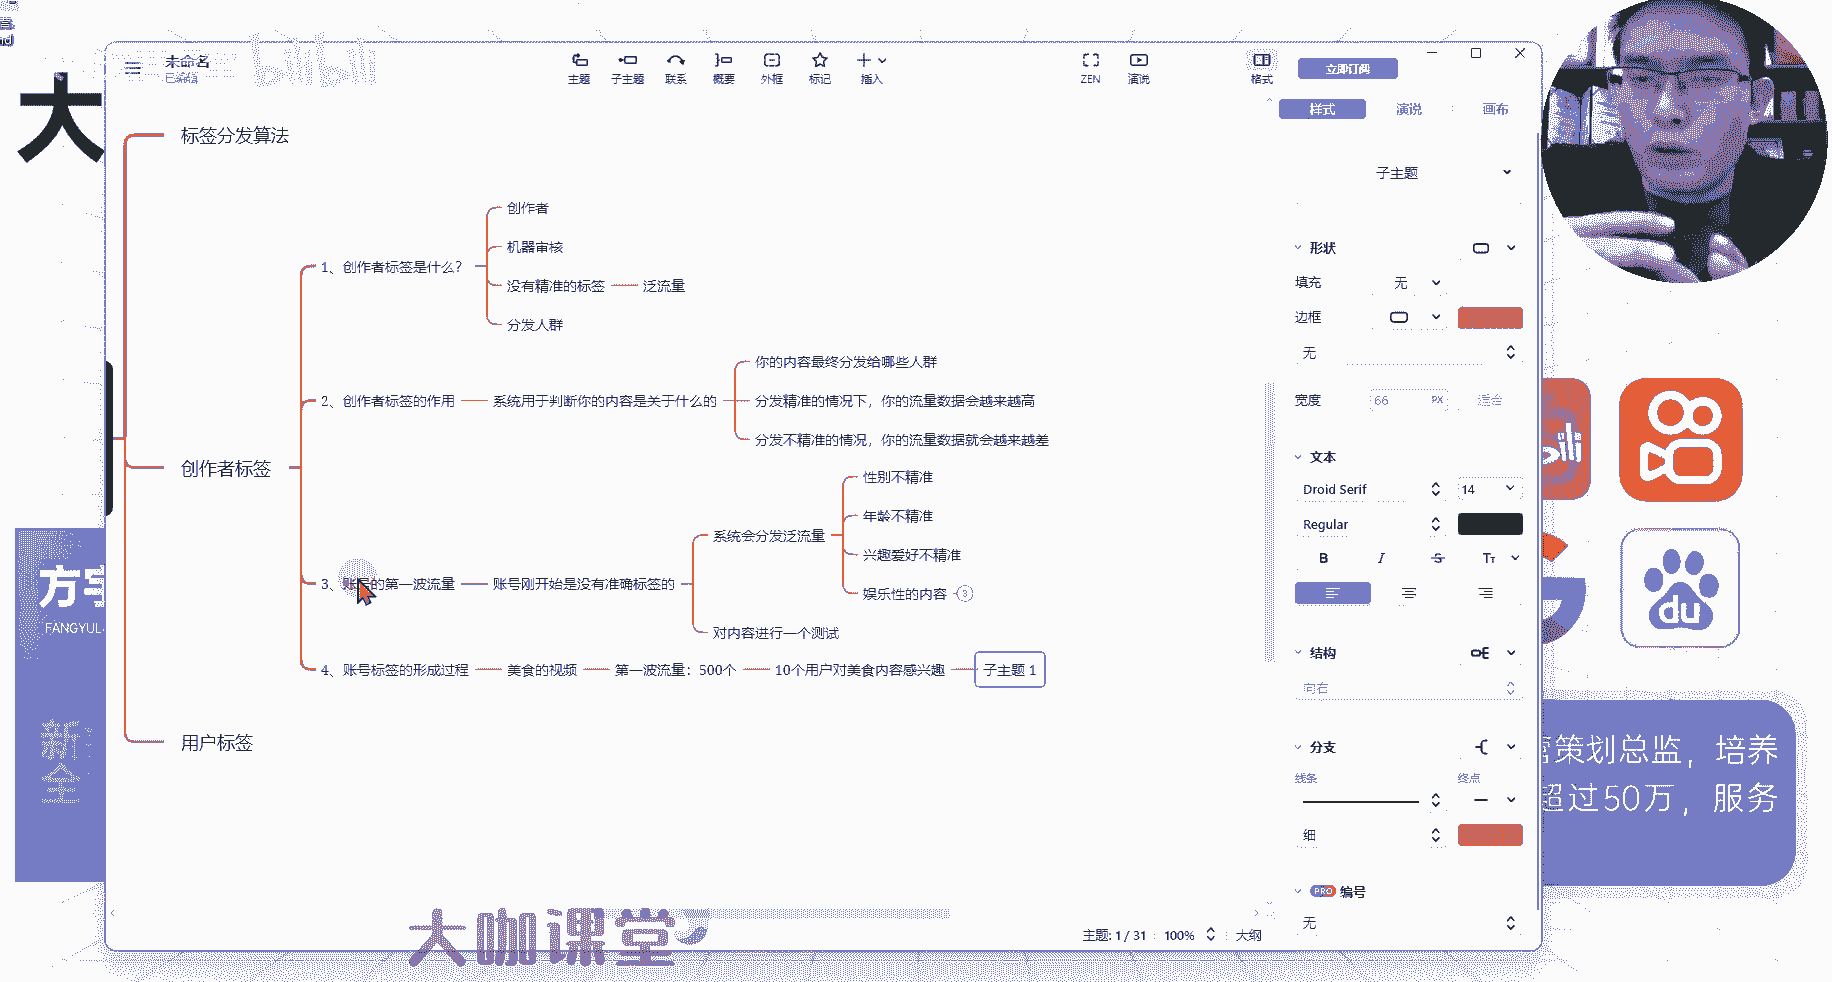 未命名
已编辑
bilibili
主题
子主题
联系
概要
外框
标记
插入
ZEN
演说
格式
立即订阅
大
样式
演说
画布
标签分发算法
子主题
创作者
机器审核
1、创作者标签是什么？
没有精准的标签
泛流量
分发人群
形状
填充
无
边框
无
你的内容最终分发给哪些人群
2、创作者标签的作用
系统用于判断你的内容是关于什么的
分发精准的情况下，你的流量数据会越来越高
分发不精准的情况，你的流量数据就会越来越差
宽度
66
PX
适合
创作者标签
性别不精准
年龄不精准
系统会分发泛流量
兴趣爱好不精准
娱乐性的内容
3
3、账号的第一波流量
账号刚开始是没有准确标签的
对内容进行一个测试
4、账号标签的形成过程
美食的视频
第一波流量：500个
10个用户对美食内容感兴趣
子主题 1
用户标签
文本
Droid Serif
14
Regular
B
I
S
TT
结构
向右
分支
线条
终点
细
PRO
编号
无
FANGYUL
新
全
bili
du
策划总监，培养
超过50万，服务
大咖课堂
主题: 1 / 31
100%
大纲